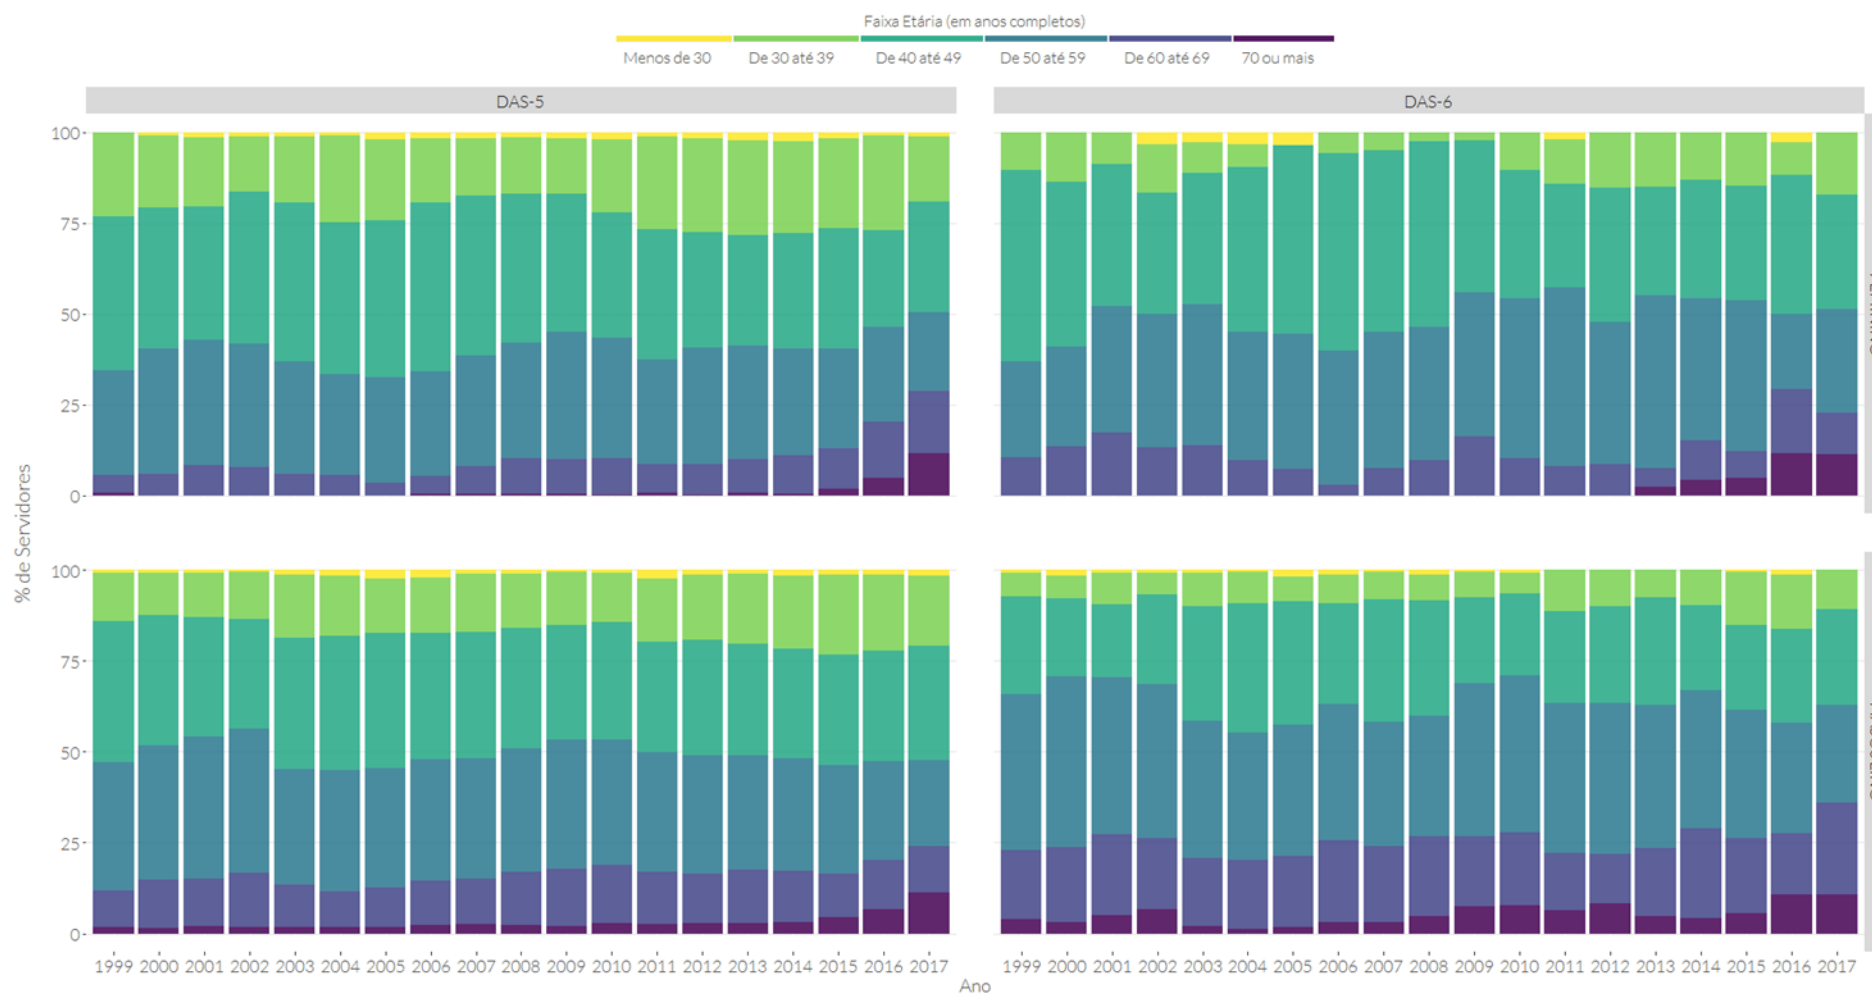 Faixa Etária (em anos completos)
Menos de 30 De 30 até 39 De 40 até 49 De 50 até 59 De 60 até 69 70 ou mais
DAS-5 DAS-6
100
75
50
25
0
% de Servidores
100
75
50
25
0
1999 2000 2001 2002 2003 2004 2005 2006 2007 2008 2009 2010 2011 2012 2013 2014 2015 2016 2017 1999 2000 2001 2002 2003 2004 2005 2006 2007 2008 2009 2010 2011 2012 2013 2014 2015 2016 2017
Ano